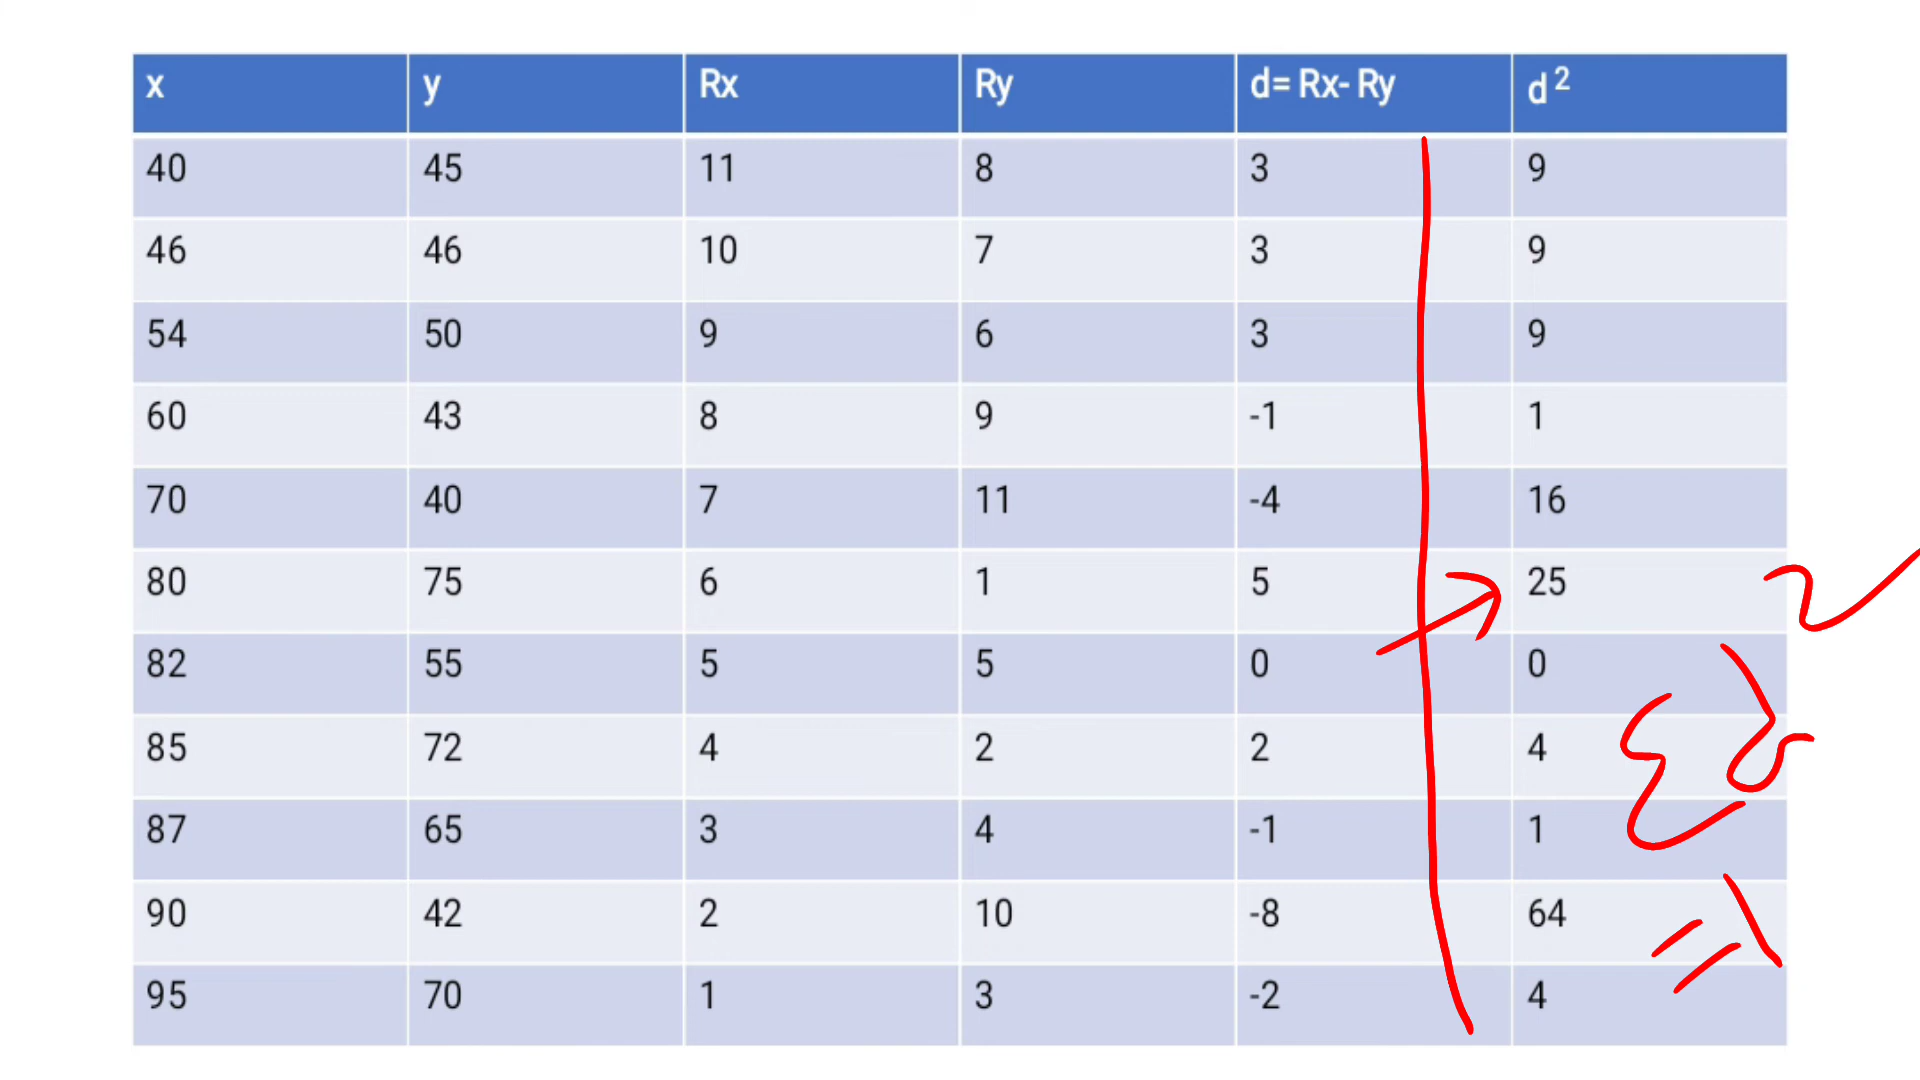 x y Rx Ry d= Rx- Ry d²
40 45 11 8 3 9
46 46 10 7 3 9
54 50 9 6 3 9
60 43 8 9 -1 1
70 40 7 11 -4 16
80 75 6 1 5 25
82 55 5 5 0 0
85 72 4 2 2 4
87 65 3 4 -1 1
90 42 2 10 -8 64
95 70 1 3 -2 4